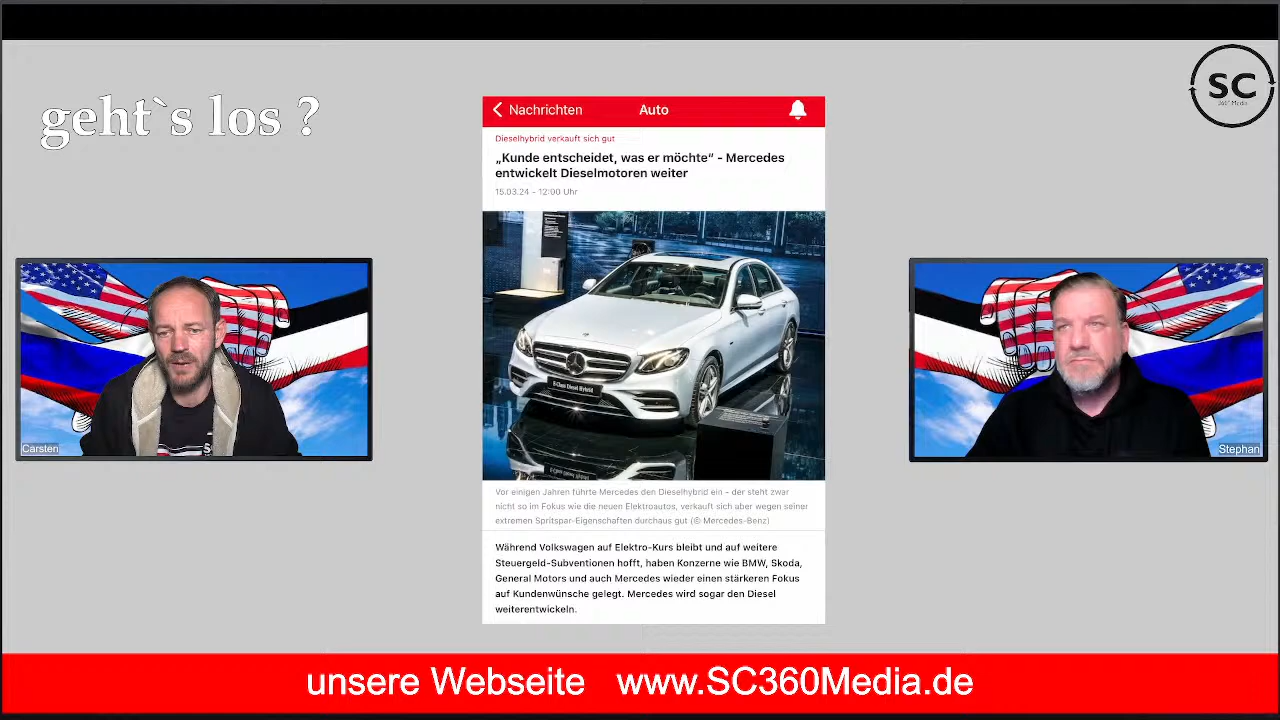 geht`s los ?
SC
360° Media
Nachrichten
Auto
Dieselhybrid verkauft sich gut
„Kunde entscheidet, was er möchte“ - Mercedes
entwickelt Dieselmotoren weiter
15.03.24 – 12:00 Uhr
E-Class Diesel Hybrid
Vor einigen Jahren führte Mercedes den Dieselhybrid ein – der steht zwar
nicht so im Fokus wie die neuen Elektroautos, verkauft sich aber wegen seiner
extremen Spritspar-Eigenschaften durchaus gut (© Mercedes-Benz)
Während Volkswagen auf Elektro-Kurs bleibt und auf weitere
Steuergeld-Subventionen hofft, haben Konzerne wie BMW, Skoda,
General Motors und auch Mercedes wieder einen stärkeren Fokus
auf Kundenwünsche gelegt. Mercedes wird sogar den Diesel
weiterentwickeln.
Carsten
Stephan
unsere Webseite www.SC360Media.de